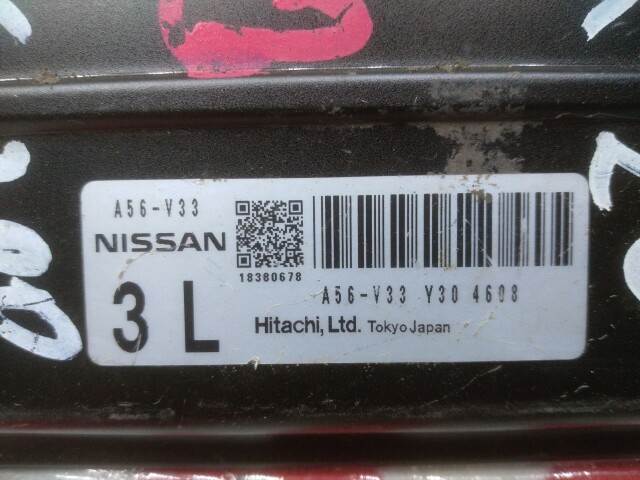 A56-V33
NISSAN
3 L
18380678
A56-V33 Y30 4608
Hitachi, Ltd. Tokyo Japan